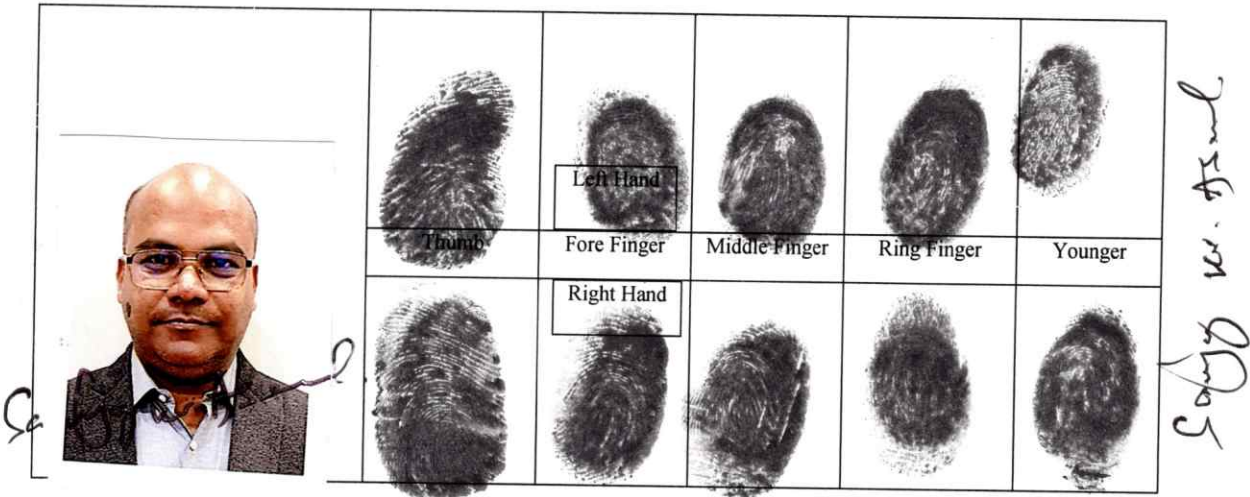 Left Hand
Thumb
Fore Finger
Middle Finger
Ring Finger
Younger
Right Hand